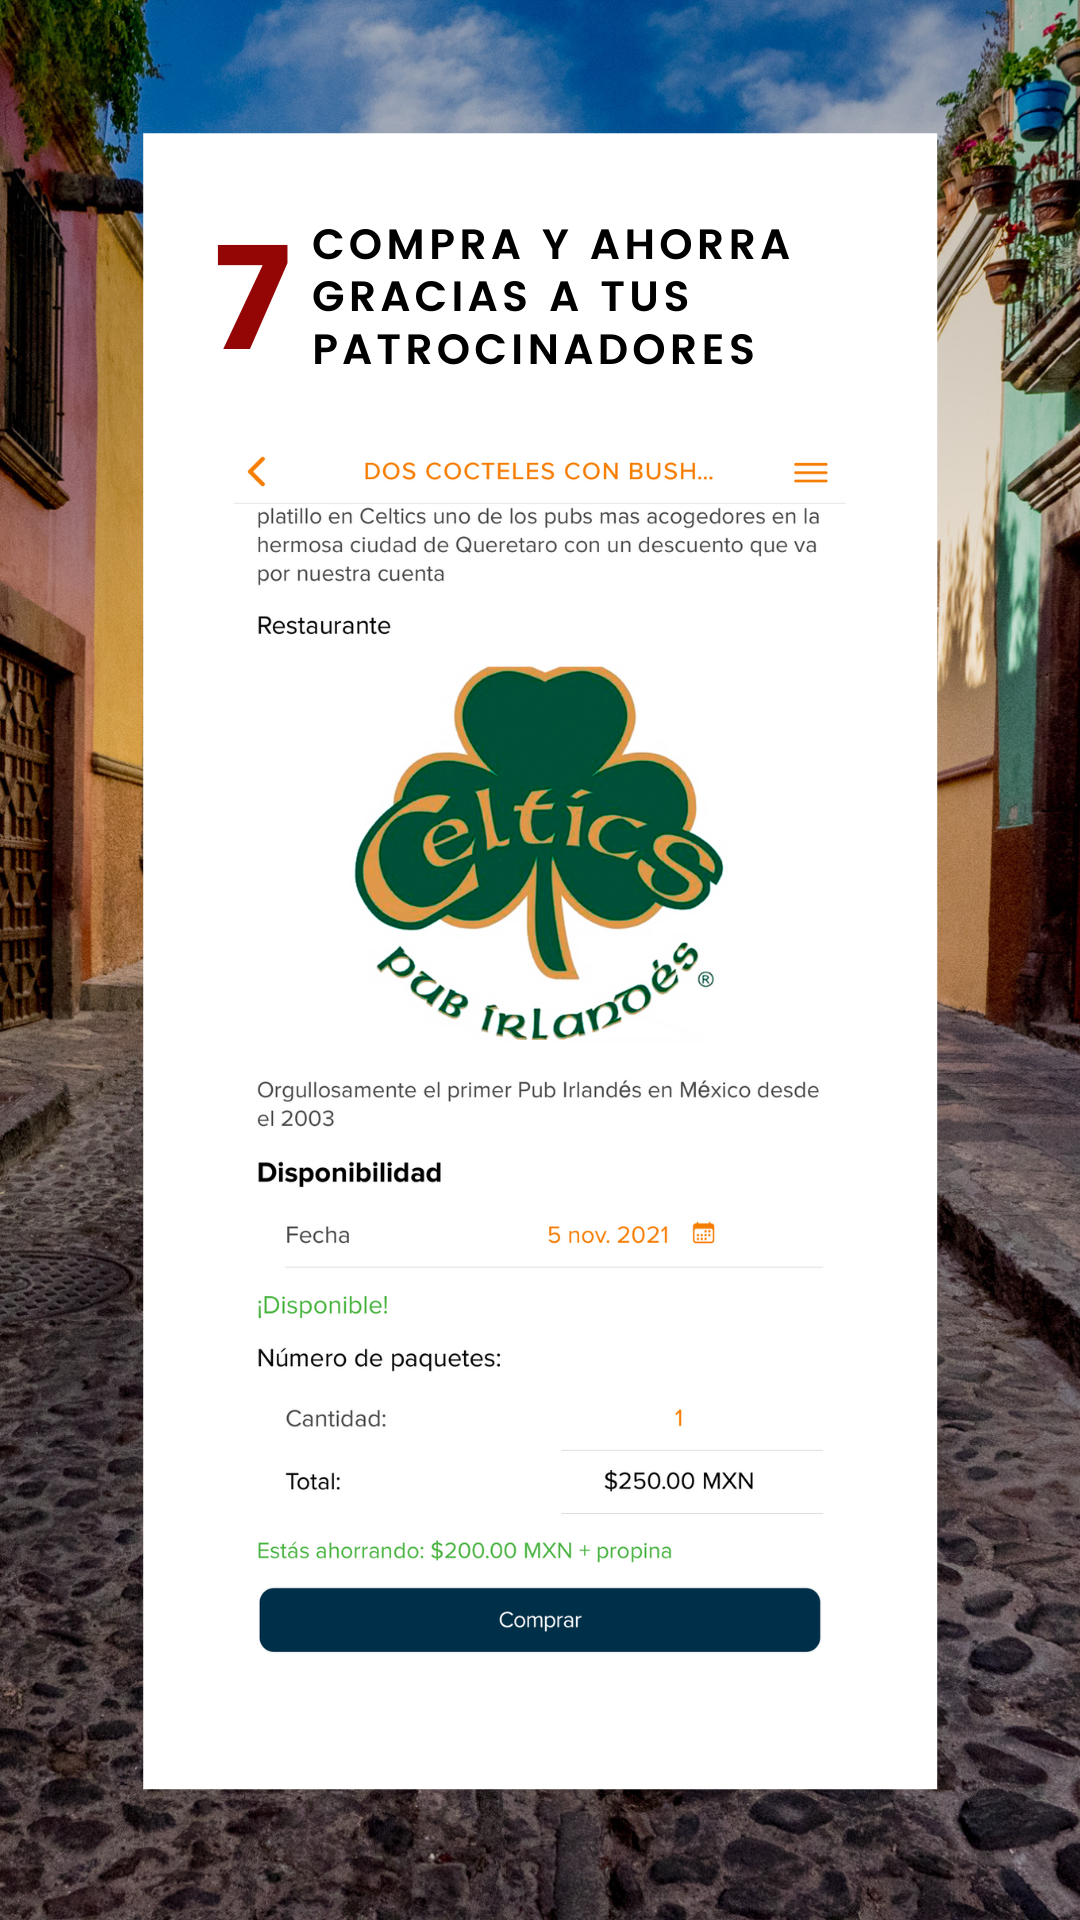 7
COMPRA Y AHORRA
GRACIAS A TUS
PATROCINADORES
DOS COCTELES CON BUSH...
platillo en Celtics uno de los pubs mas acogedores en la
hermosa ciudad de Queretaro con un descuento que va
por nuestra cuenta
Restaurante
Celtics
Pub Irlandés ®
Orgullosamente el primer Pub Irlandés en México desde
el 2003
Disponibilidad
Fecha 5 nov. 2021
¡Disponible!
Número de paquetes:
Cantidad: 1
Total: $250.00 MXN
Estás ahorrando: $200.00 MXN + propina
Comprar